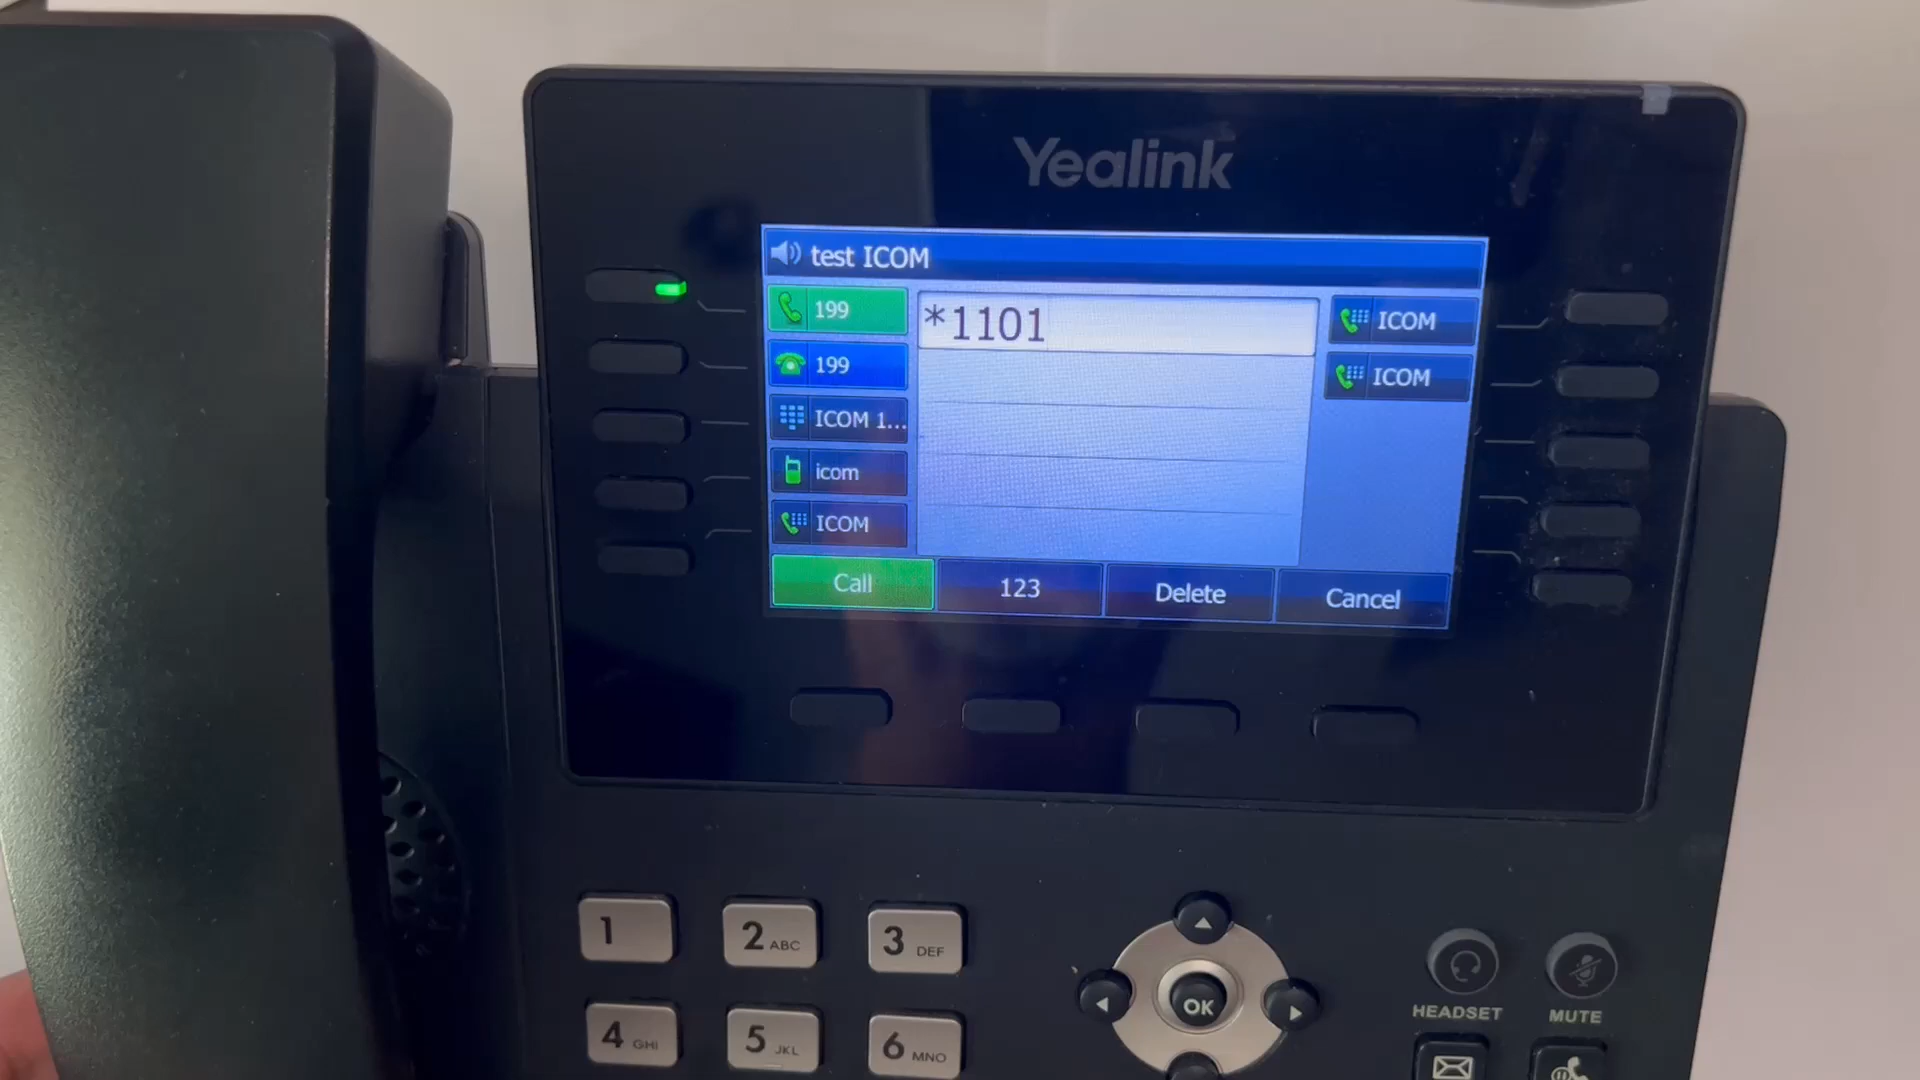 Yealink
test ICOM
199
*1101
ICOM
199
ICOM
ICOM 1...
icom
ICOM
Call
123
Delete
Cancel
1
2 ABC
3 DEF
OK
HEADSET
MUTE
4 GHI
5 JKL
6 MNO